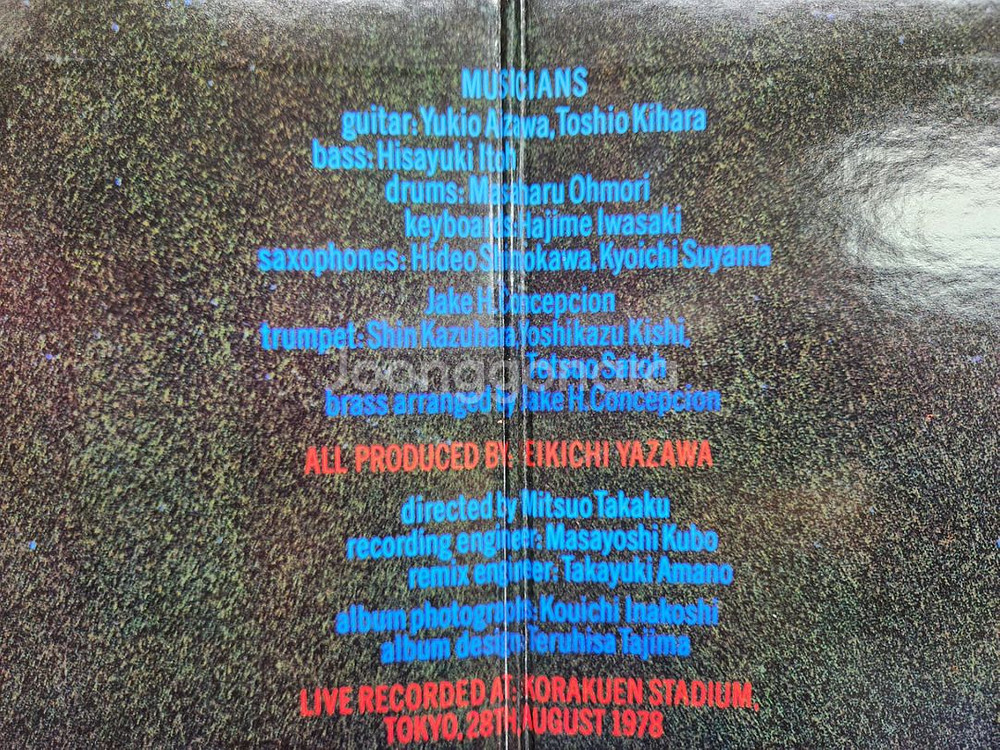 MUSICIANS
guitar: Yukio Azawa, Toshio Kihara
bass: Hisayuki Itoh
drums: Masaharu Ohmori
keyboards: Hajime Iwasaki
saxophones: Hideo Shinokawa, Kyoichi Suyama
Jake H. Concepcion
trumpet: Shin Kazuhara, Yoshikazu Kishi,
Tetsuo Satoh
Joonggonara
brass arranged by Jake H. Concepcion
ALL PRODUCED BY: EIKICHI YAZAWA
directed by Mitsuo Takaku
recording engineer: Masayoshi Kubo
remix engineer: Takayuki Amano
album photographs: Kouichi Inakoshi
album design: Teruhisa Tajima
LIVE RECORDED AT: KORAKUEN STADIUM,
TOKYO, 28TH, AUGUST 1978